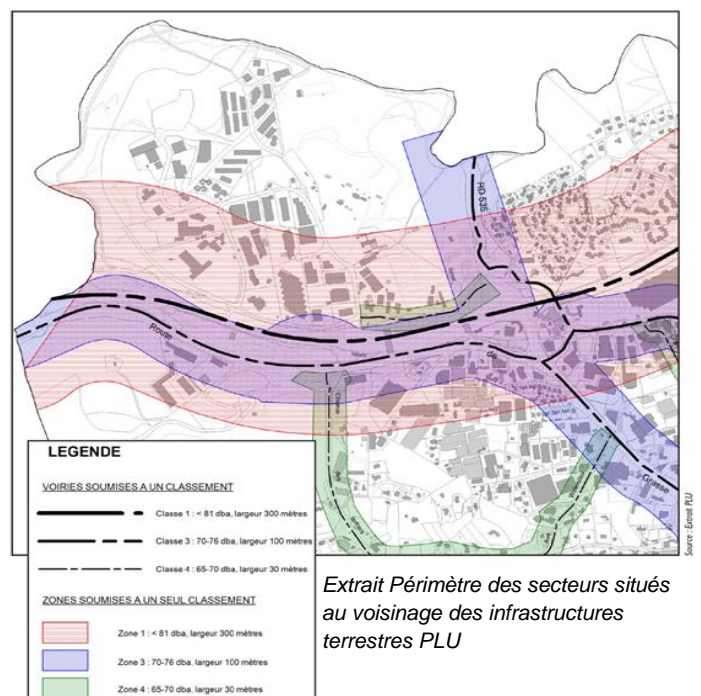 RD 535
Route
de
Chemin
des
Grasse
LEGENDE
VOIRIES SOUMISES A UN CLASSEMENT
Classe 1 : < 81 dba, largeur 300 mètres
Classe 3 : 70-76 dba, largeur 100 mètres
Classe 4 : 65-70 dba, largeur 30 mètres
ZONES SOUMISES A UN SEUL CLASSEMENT
Zone 1 : < 81 dba, largeur 300 mètres
Zone 3 : 70-76 dba, largeur 100 mètres
Zone 4 : 65-70 dba, largeur 30 mètres
Source : Extrait PLU
Extrait Périmètre des secteurs situés
au voisinage des infrastructures
terrestres PLU